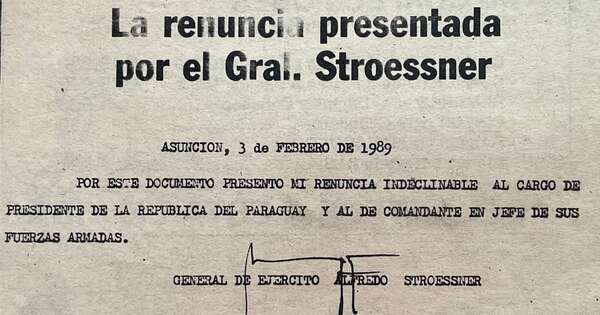 La renuncia presentada
por el Gral. Stroessner
ASUNCION, 3 de FEBRERO DE 1989
POR ESTE DOCUMENTO PRESENTO MI RENUNCIA INDECLINABLE AL CARGO DE
PRESIDENTE DE LA REPUBLICA DEL PARAGUAY Y AL DE COMANDANTE EN JEFE DE SUS
FUERZAS ARMADAS.
GENERAL DE EJERCITO ALFREDO STROESSNER